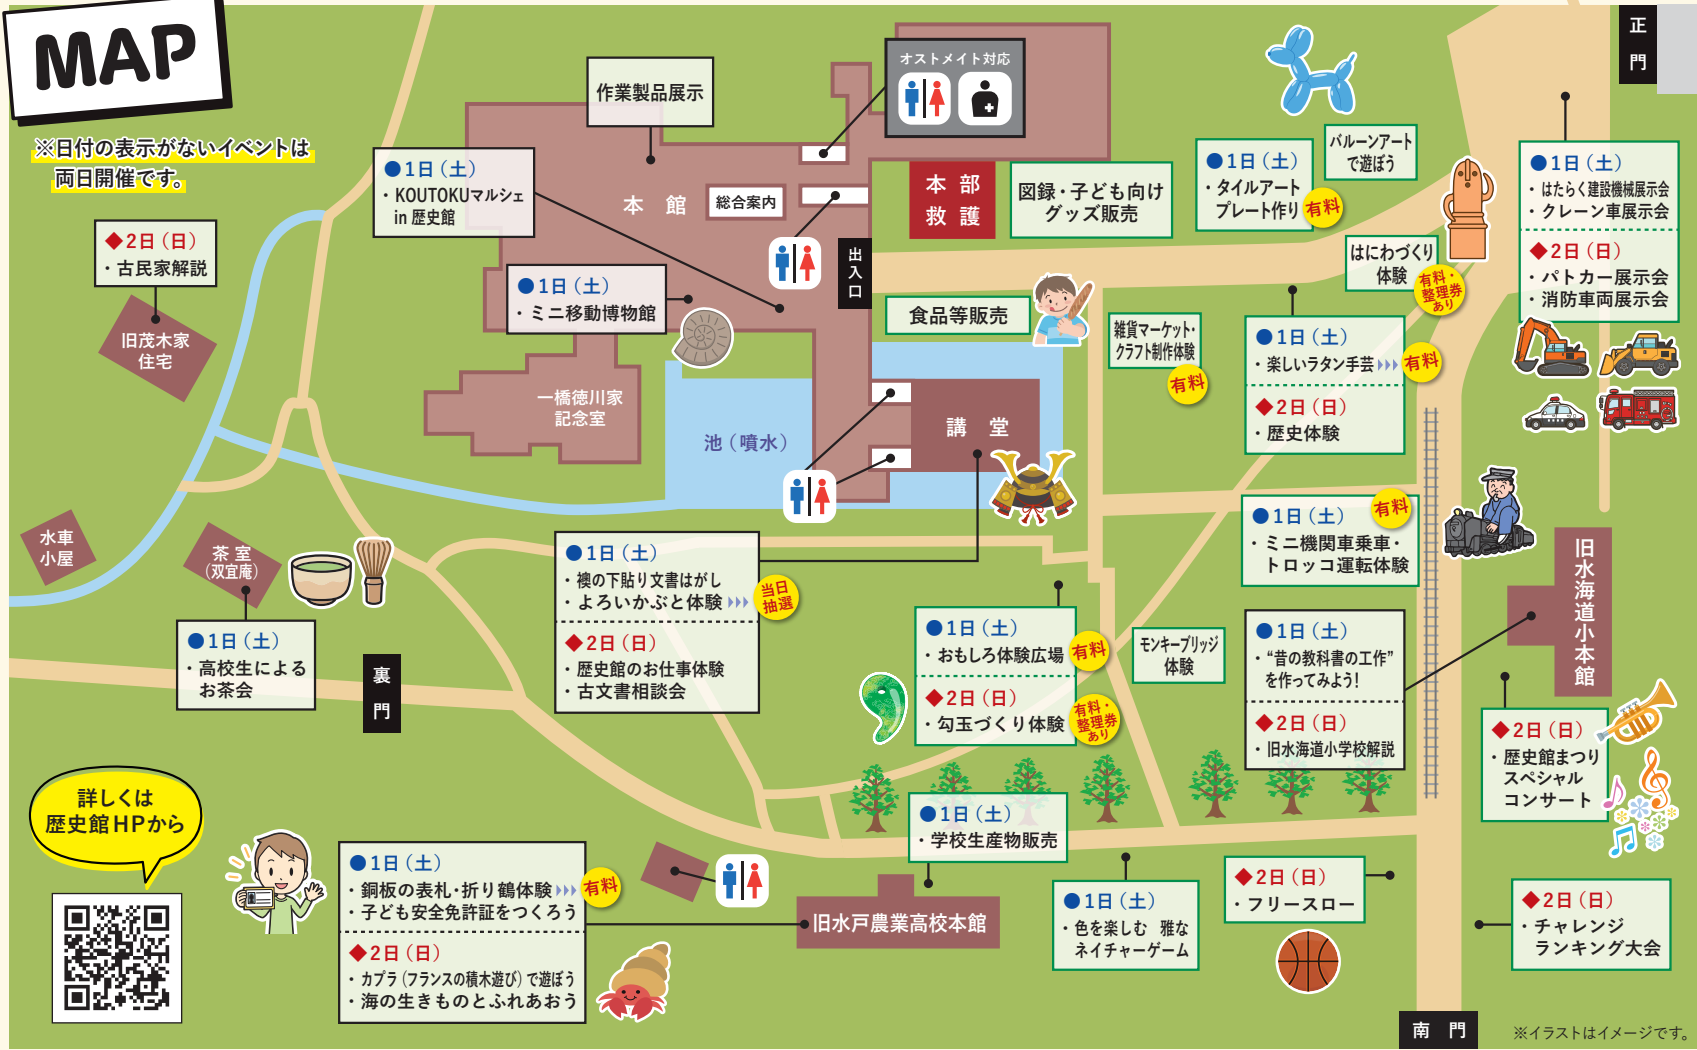 MAP
※日付の表示がないイベントは
両日開催です。
正門
作業製品展示
オストメイト対応
●1日（土）
・KOUTOKUマルシェ
in 歴史館
本館
総合案内
出入口
本部
救護
図録・子ども向け
グッズ販売
●1日（土）
・タイルアート
プレート作り
有料
バルーンアート
で遊ぼう
はにわづくり
体験
有料・
整理券
あり
●1日（土）
・はたらく建設機械展示会
・クレーン車展示会
◆2日（日）
・パトカー展示会
・消防車両展示会
◆2日（日）
・古民家解説
旧茂木家
住宅
●1日（土）
・ミニ移動博物館
食品等販売
雑貨マーケット・
クラフト制作体験
有料
●1日（土）
・楽しいラタン手芸
有料
◆2日（日）
・歴史体験
一橋徳川家
記念室
池（噴水）
講堂
水車
小屋
茶室
（双宜庵）
●1日（土）
・高校生による
お茶会
裏門
●1日（土）
・襖の下貼り文書はがし
・よろいかぶと体験
当日
抽選
◆2日（日）
・歴史館のお仕事体験
・古文書相談会
●1日（土）
・おもしろ体験広場
有料
◆2日（日）
・勾玉づくり体験
有料・
整理券
あり
モンキーブリッジ
体験
●1日（土）
有料
・ミニ機関車乗車・
トロッコ運転体験
●1日（土）
・“昔の教科書の工作”
を作ってみよう！
◆2日（日）
・旧水海道小学校解説
旧水海道小本館
◆2日（日）
・歴史館まつり
スペシャル
コンサート
詳しくは
歴史館HPから
●1日（土）
・銅板の表札・折り鶴体験
有料
・子ども安全免許証をつくろう
◆2日（日）
・カプラ（フランスの積木遊び）で遊ぼう
・海の生きものとふれあおう
●1日（土）
・学校生産物販売
旧水戸農業高校本館
●1日（土）
・色を楽しむ　雅な
ネイチャーゲーム
◆2日（日）
・フリースロー
◆2日（日）
・チャレンジ
ランキング大会
南門
※イラストはイメージです。